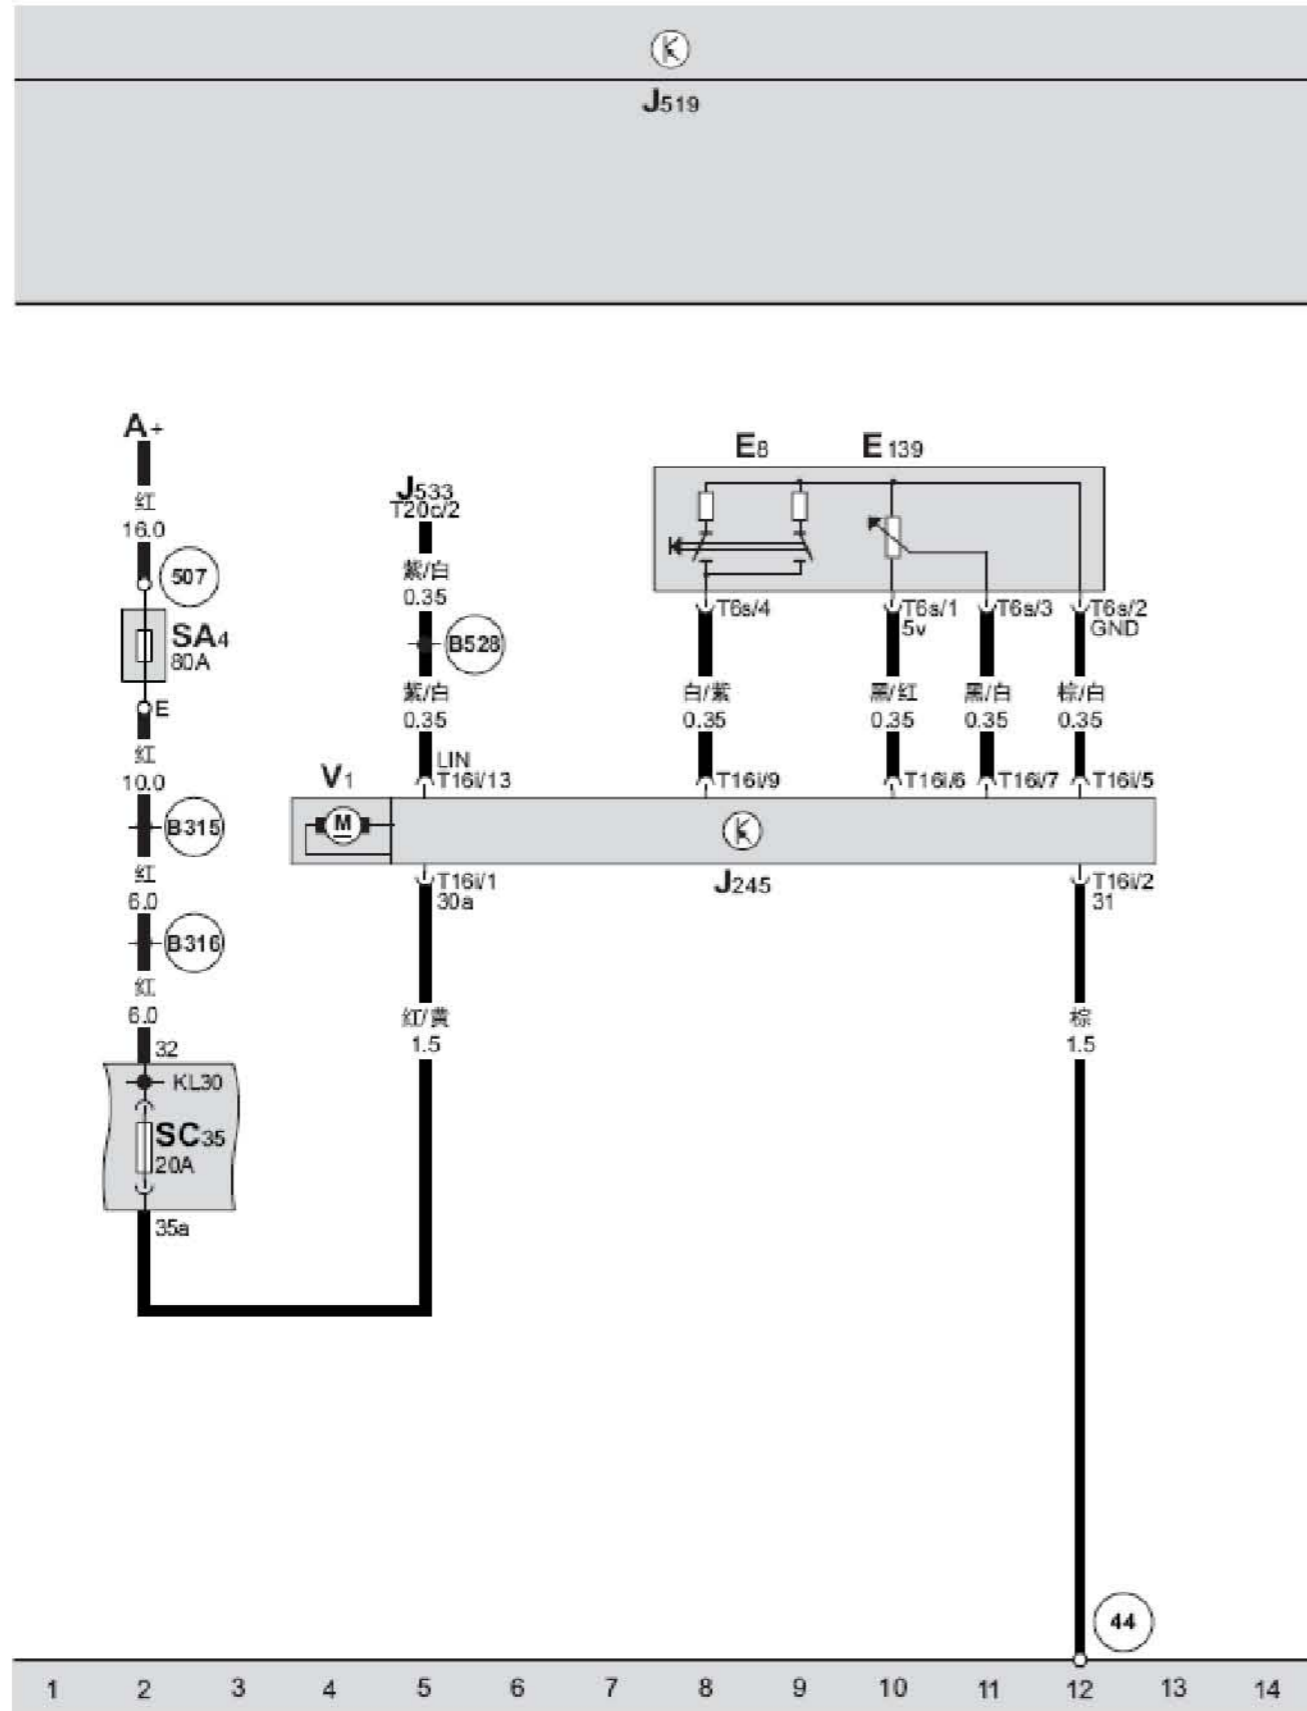 J519
A+
红
16.0
507
SA4
80A
E
红
10.0
B315
红
6.0
B316
红
6.0
32
KL30
SC35
20A
35a
J533
T20c/2
紫/白
0.35
B528
紫/白
0.35
LIN
T16i/13
V1
M
E8
E139
T6s/4
T6s/1
5v
T6s/3
T6s/2
GND
白/紫
0.35
黑/红
0.35
黑/白
0.35
棕/白
0.35
T16i/9
T16i/6
T16i/7
T16i/5
J245
T16i/1
30a
T16i/2
31
红/黄
1.5
棕
1.5
44
1 2 3 4 5 6 7 8 9 10 11 12 13 14